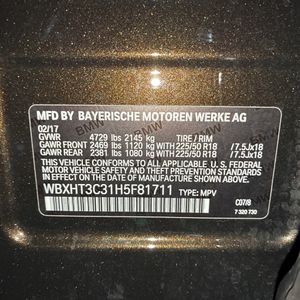 MFD BY BAYERISCHE MOTOREN WERKE AG
02/17
GVWR 4729 lbs 2145 kg TIRE / RIM
GAWR FRONT 2469 lbs 1120 kg 225/50 R18 /7.5Jx18
GAWR REAR 2381 lbs 1080 kg 225/50 R18 /7.5Jx18
THIS VEHICLE CONFORMS TO ALL APPLICABLE U.S. FEDERAL
MOTOR VEHICLE SAFETY, BUMPER, AND
THEFT PREVENTION STANDARDS IN EFFECT ON THE DATE OF
MANUFACTURE SHOWN ABOVE.
WBXHT3C31H5F81711 TYPE: MPV
C07/8
7 320 730